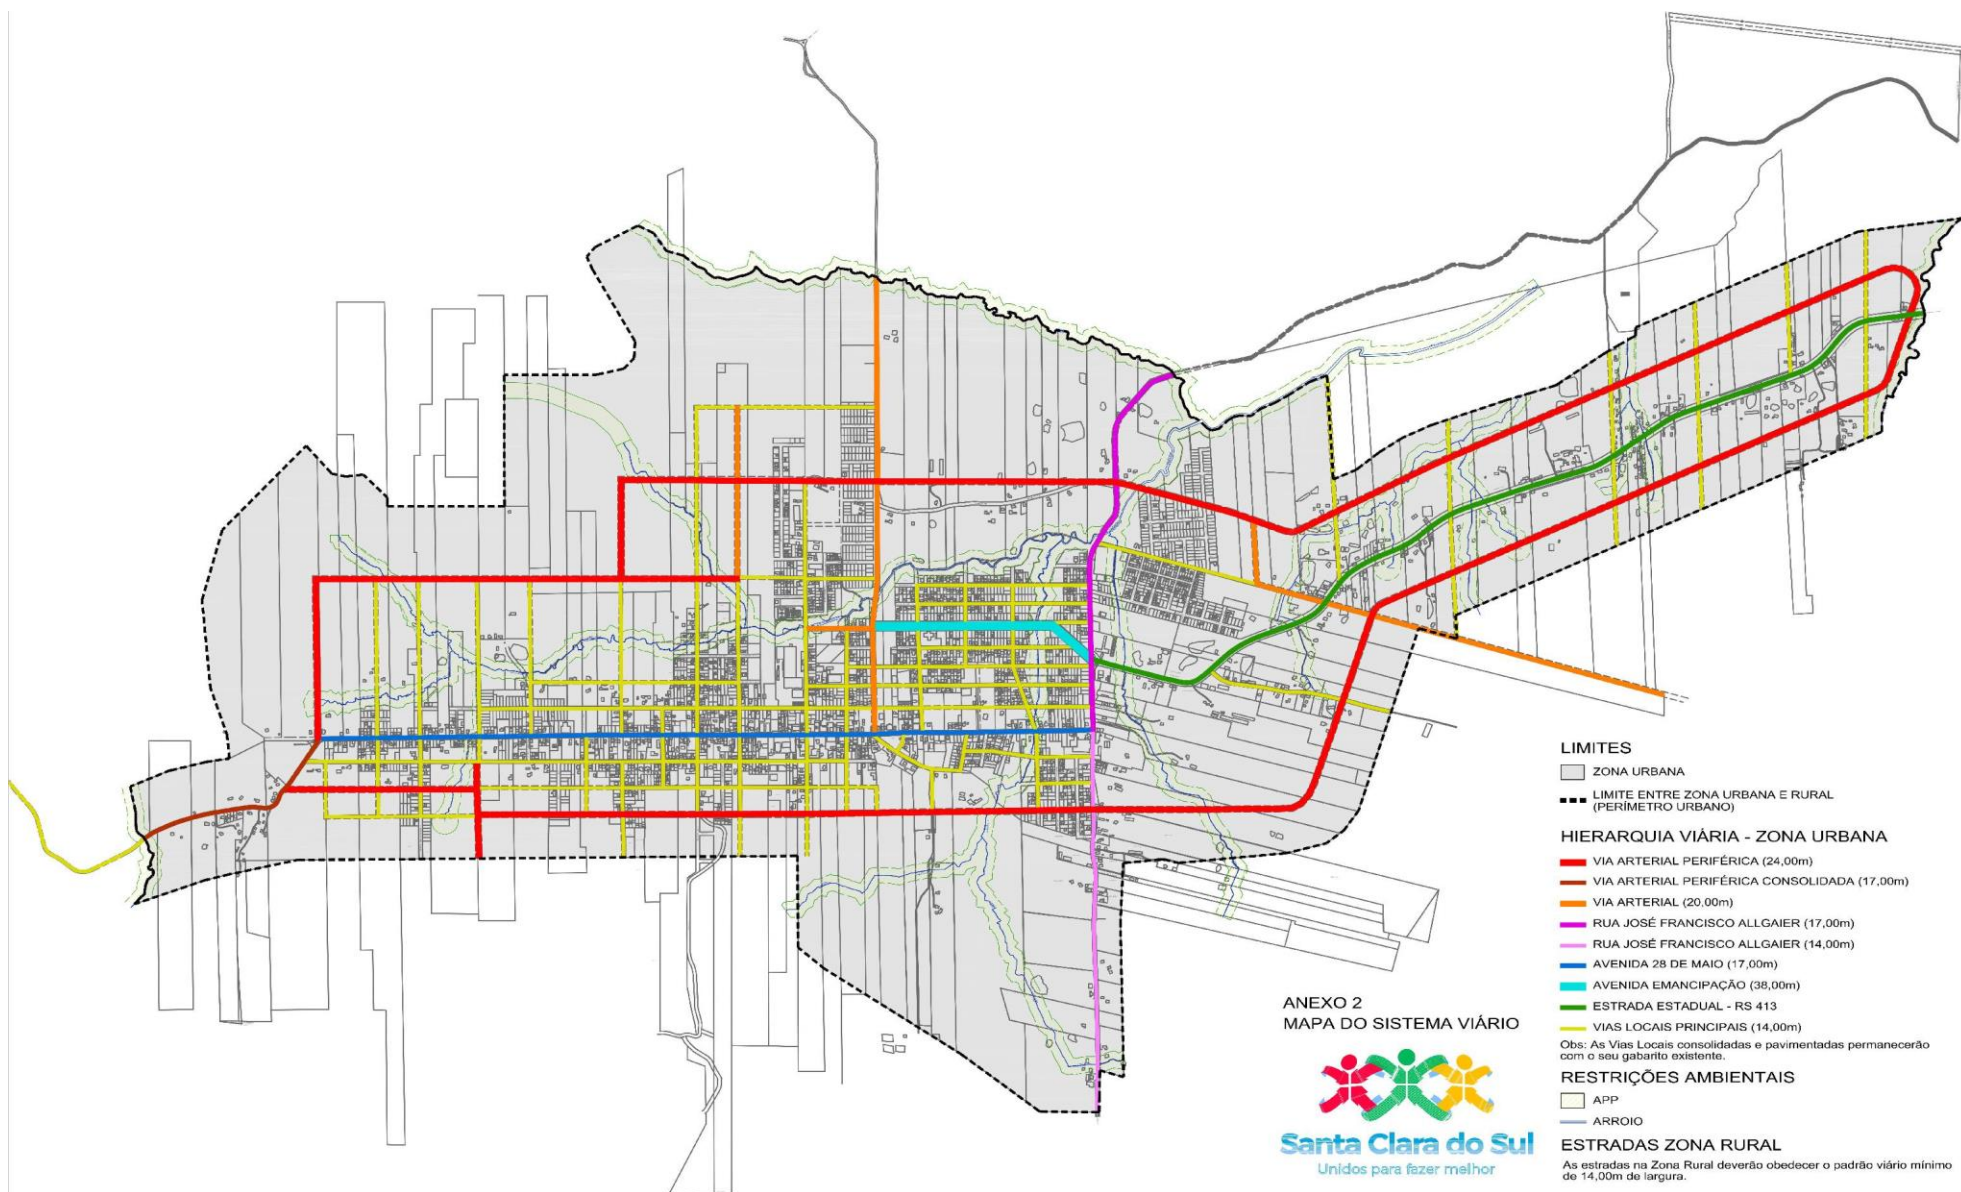 LIMITES
ZONA URBANA
LIMITE ENTRE ZONA URBANA E RURAL
(PERÍMETRO URBANO)
HIERARQUIA VIÁRIA - ZONA URBANA
VIA ARTERIAL PERIFÉRICA (24,00m)
VIA ARTERIAL PERIFÉRICA CONSOLIDADA (17,00m)
VIA ARTERIAL (20,00m)
RUA JOSÉ FRANCISCO ALLGAIER (17,00m)
RUA JOSÉ FRANCISCO ALLGAIER (14,00m)
AVENIDA 28 DE MAIO (17,00m)
AVENIDA EMANCIPAÇÃO (38,00m)
ESTRADA ESTADUAL - RS 413
VIAS LOCAIS PRINCIPAIS (14,00m)
Obs: As Vias Locais consolidadas e pavimentadas permanecerão
com o seu gabarito existente.
RESTRIÇÕES AMBIENTAIS
APP
ARROIO
ESTRADAS ZONA RURAL
As estradas na Zona Rural deverão obedecer o padrão viário mínimo
de 14,00m de largura.
ANEXO 2
MAPA DO SISTEMA VIÁRIO
Santa Clara do Sul
Unidos para fazer melhor